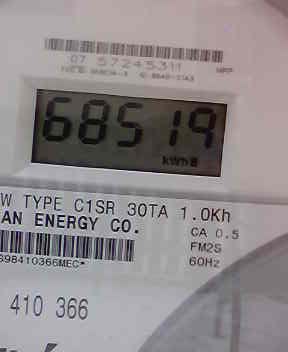 07 57245311
68519
kWh
W TYPE C1SR 30TA 1.0Kh
AN ENERGY CO.
CA 0.5
FM2S
60Hz
698410366MEC*
410 366